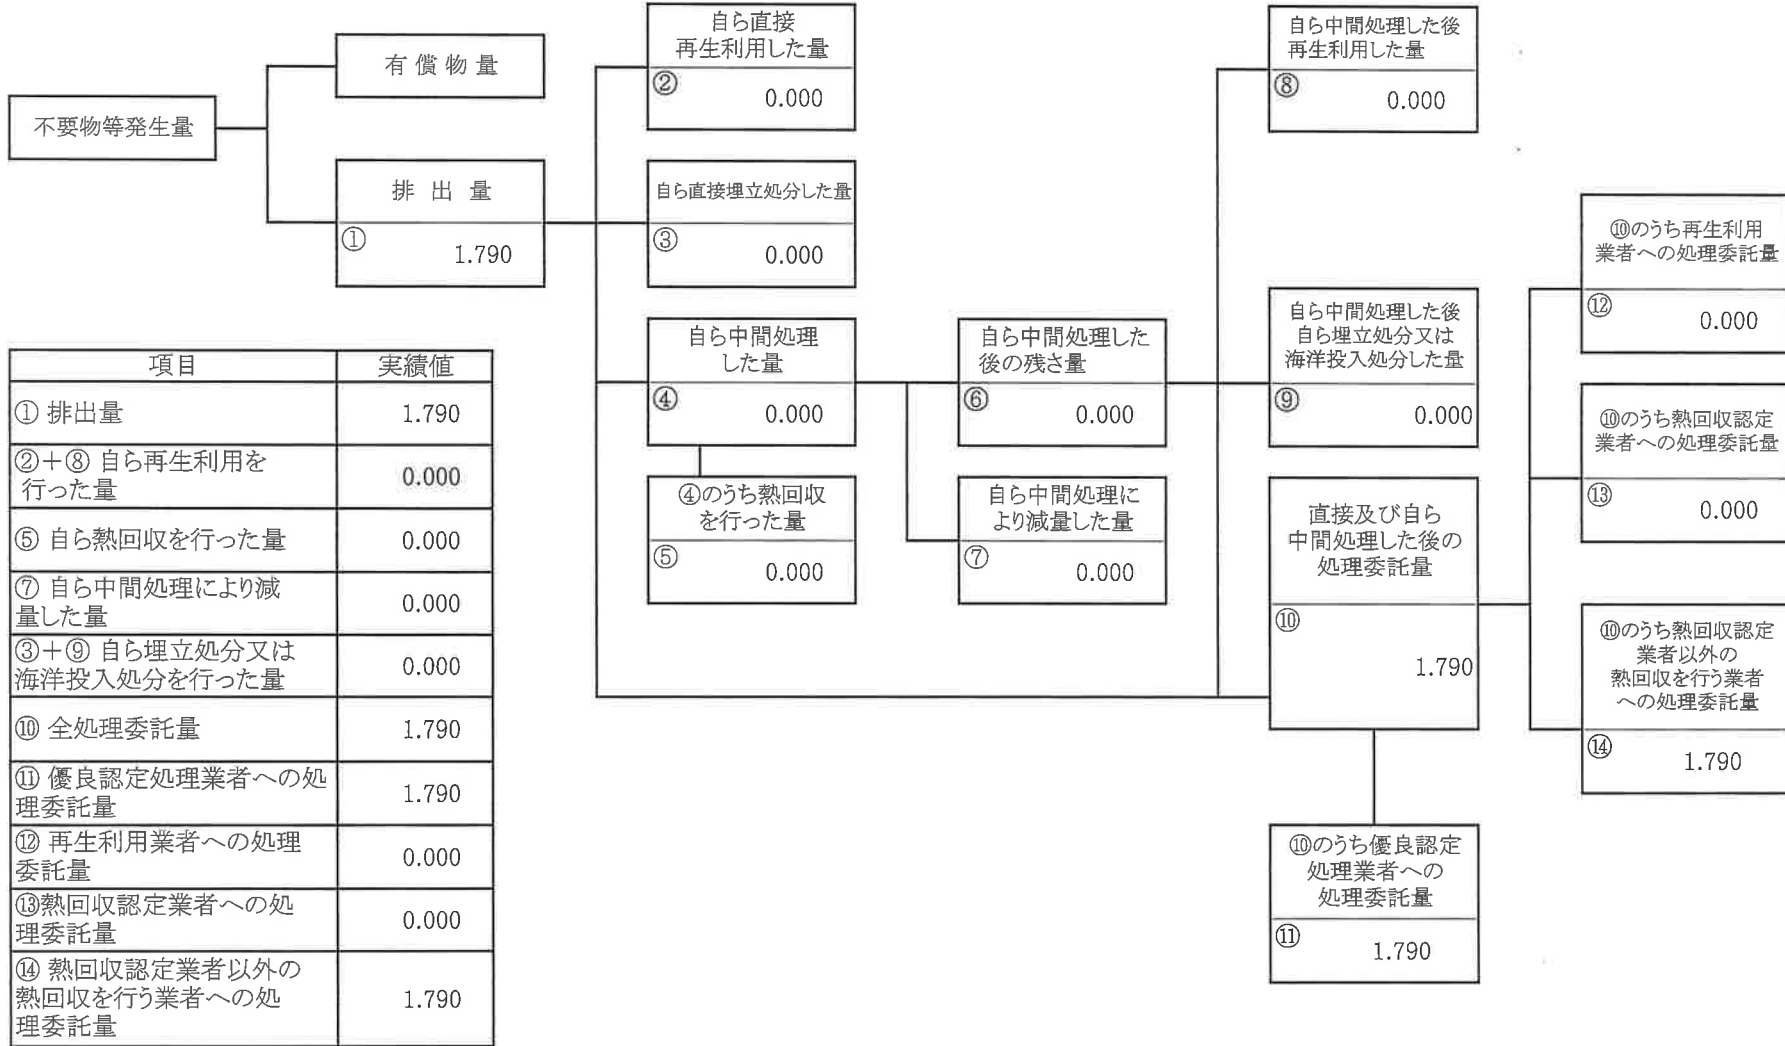 不要物等発生量
有 償 物 量
排 出 量
①
1.790
自ら直接
再生利用した量
②
0.000
自ら直接埋立処分した量
③
0.000
自ら中間処理
した量
④
0.000
④のうち熱回収
を行った量
⑤
0.000
自ら中間処理した
後の残さ量
⑥
0.000
自ら中間処理に
より減量した量
⑦
0.000
自ら中間処理した後
再生利用した量
⑧
0.000
自ら中間処理した後
自ら埋立処分又は
海洋投入処分した量
⑨
0.000
直接及び自ら
中間処理した後の
処理委託量
⑩
1.790
⑩のうち優良認定
処理業者への
処理委託量
⑪
1.790
⑩のうち再生利用
業者への処理委託量
⑫
0.000
⑩のうち熱回収認定
業者への処理委託量
⑬
0.000
⑩のうち熱回収認定
業者以外の
熱回収を行う業者
への処理委託量
⑭
1.790
項目 実績値
① 排出量 1.790
②＋⑧ 自ら再生利用を
行った量 0.000
⑤ 自ら熱回収を行った量 0.000
⑦ 自ら中間処理により減
量した量 0.000
③＋⑨ 自ら埋立処分又は
海洋投入処分を行った量 0.000
⑩ 全処理委託量 1.790
⑪ 優良認定処理業者への処
理委託量 1.790
⑫ 再生利用業者への処理
委託量 0.000
⑬熱回収認定業者への処
理委託量 0.000
⑭ 熱回収認定業者以外の
熱回収を行う業者への処
理委託量 1.790